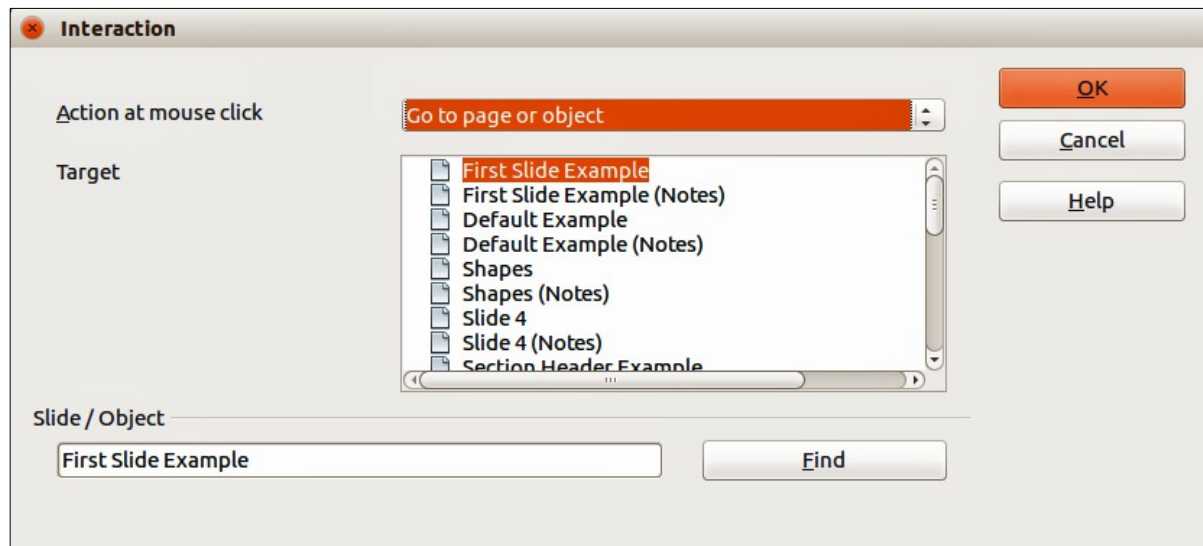 Interaction
Action at mouse click
Go to page or object
OK
Cancel
Help
Target
First Slide Example
First Slide Example (Notes)
Default Example
Default Example (Notes)
Shapes
Shapes (Notes)
Slide 4
Slide 4 (Notes)
Section Header Example
Slide / Object
First Slide Example
Find